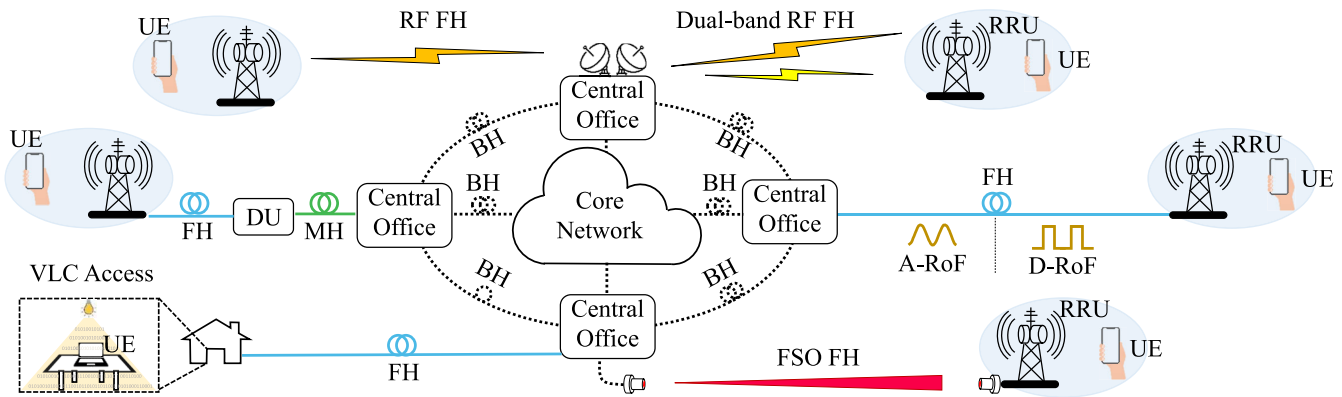 RF FH
Dual-band RF FH
UE
RRU
UE
Central
Office
BH
BH
UE
RRU
UE
FH
DU
MH
Central
Office
BH
Core
Network
BH
Central
Office
FH
A-RoF
D-RoF
VLC Access
UE
BH
BH
Central
Office
FH
FSO FH
RRU
UE